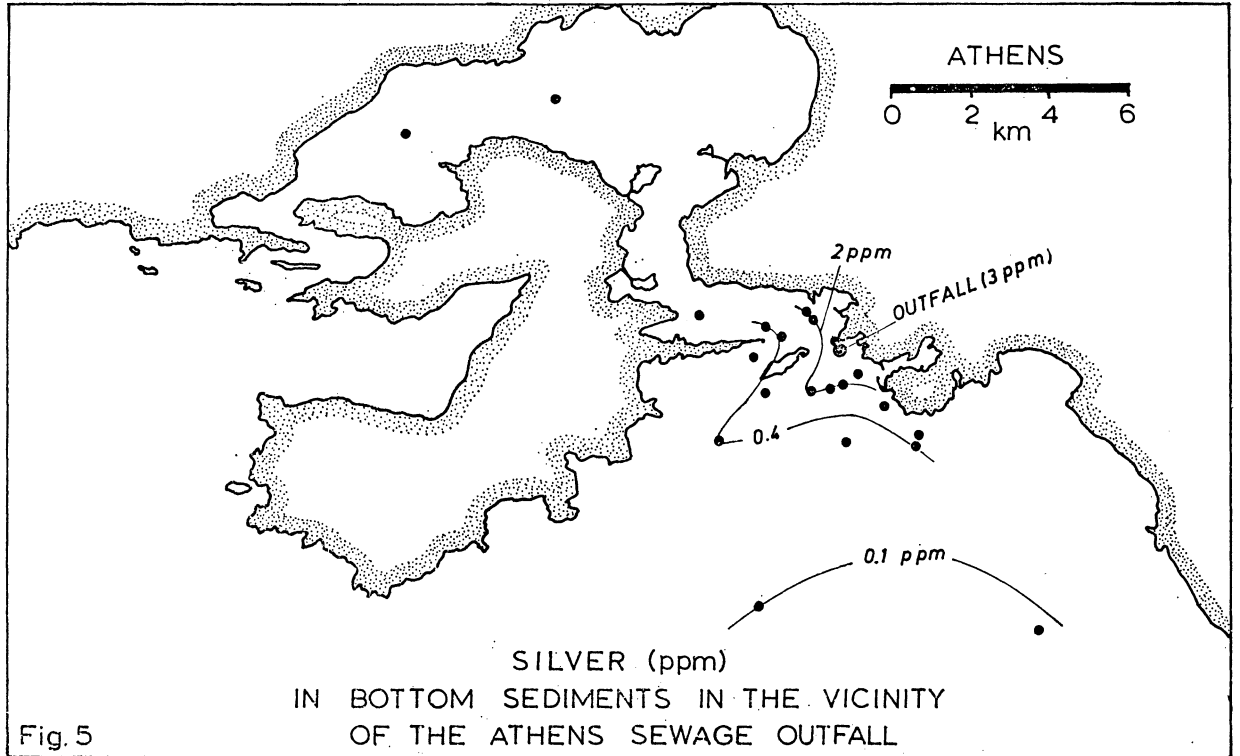 ATHENS
0 2 4 6
km
2 ppm
OUTFALL (3 ppm)
0.4
0.1 ppm
SILVER (ppm)
IN BOTTOM SEDIMENTS IN THE VICINITY
OF THE ATHENS SEWAGE OUTFALL
Fig. 5